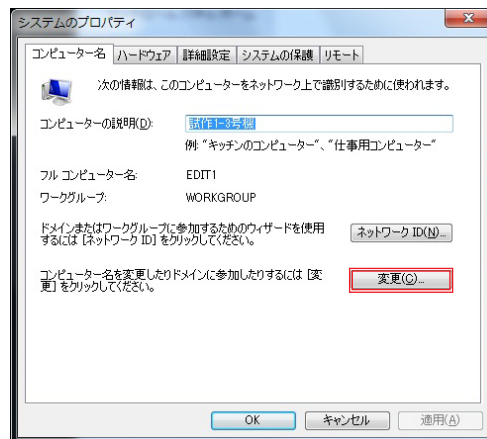 システムのプロパティ
コンピューター名 ハードウェア 詳細設定 システムの保護 リモート
次の情報は、このコンピューターをネットワーク上で識別するために使われます。
コンピューターの説明(D): 試作1-3号機
例: "キッチンのコンピューター"、"仕事用コンピューター"
フル コンピューター名: EDIT1
ワークグループ: WORKGROUP
ドメインまたはワークグループに参加するためのウィザードを使用
するには [ネットワーク ID] をクリックしてください。
ネットワーク ID(N)...
コンピューター名を変更したりドメインに参加したりするには [変
更] をクリックしてください。
変更(C)...
OK キャンセル 適用(A)